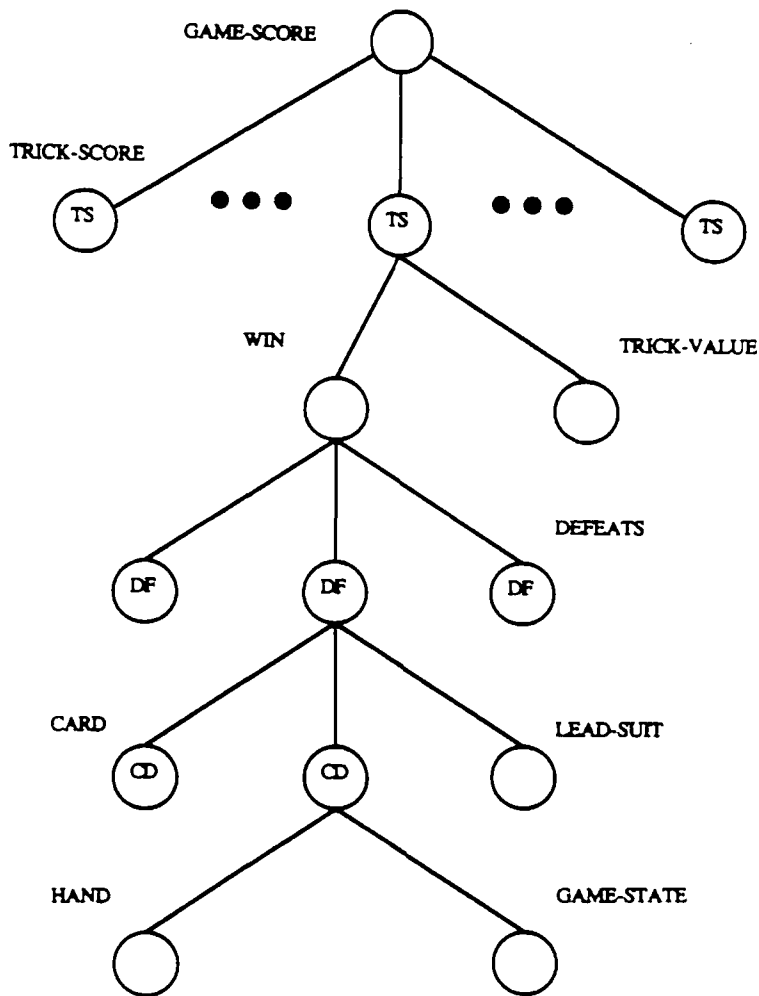 GAME-SCORE
TRICK-SCORE
TS
TS
TS
WIN
TRICK-VALUE
DEFEATS
DF
DF
DF
CARD
LEAD-SUIT
CD
CD
HAND
GAME-STATE